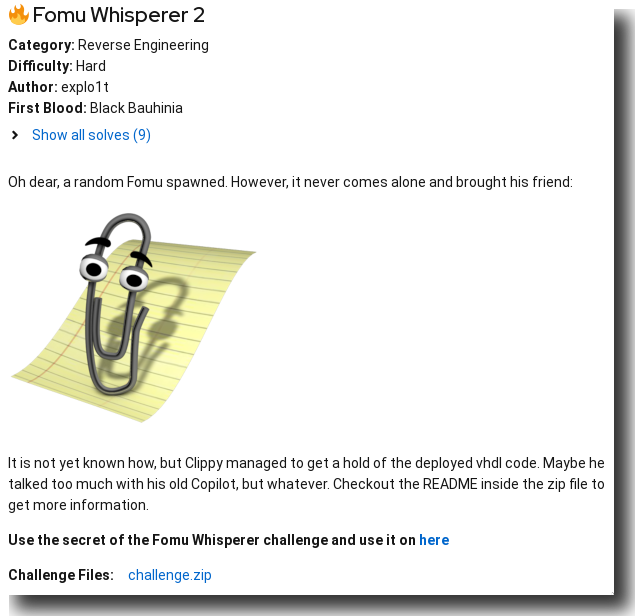 Fomu Whisperer 2
Category: Reverse Engineering
Difficulty: Hard
Author: explo1t
First Blood: Black Bauhinia
Show all solves (9)
Oh dear, a random Fomu spawned. However, it never comes alone and brought his friend:
It is not yet known how, but Clippy managed to get a hold of the deployed vhdl code. Maybe he
talked too much with his old Copilot, but whatever. Checkout the README inside the zip file to
get more information.
Use the secret of the Fomu Whisperer challenge and use it on here
Challenge Files: challenge.zip